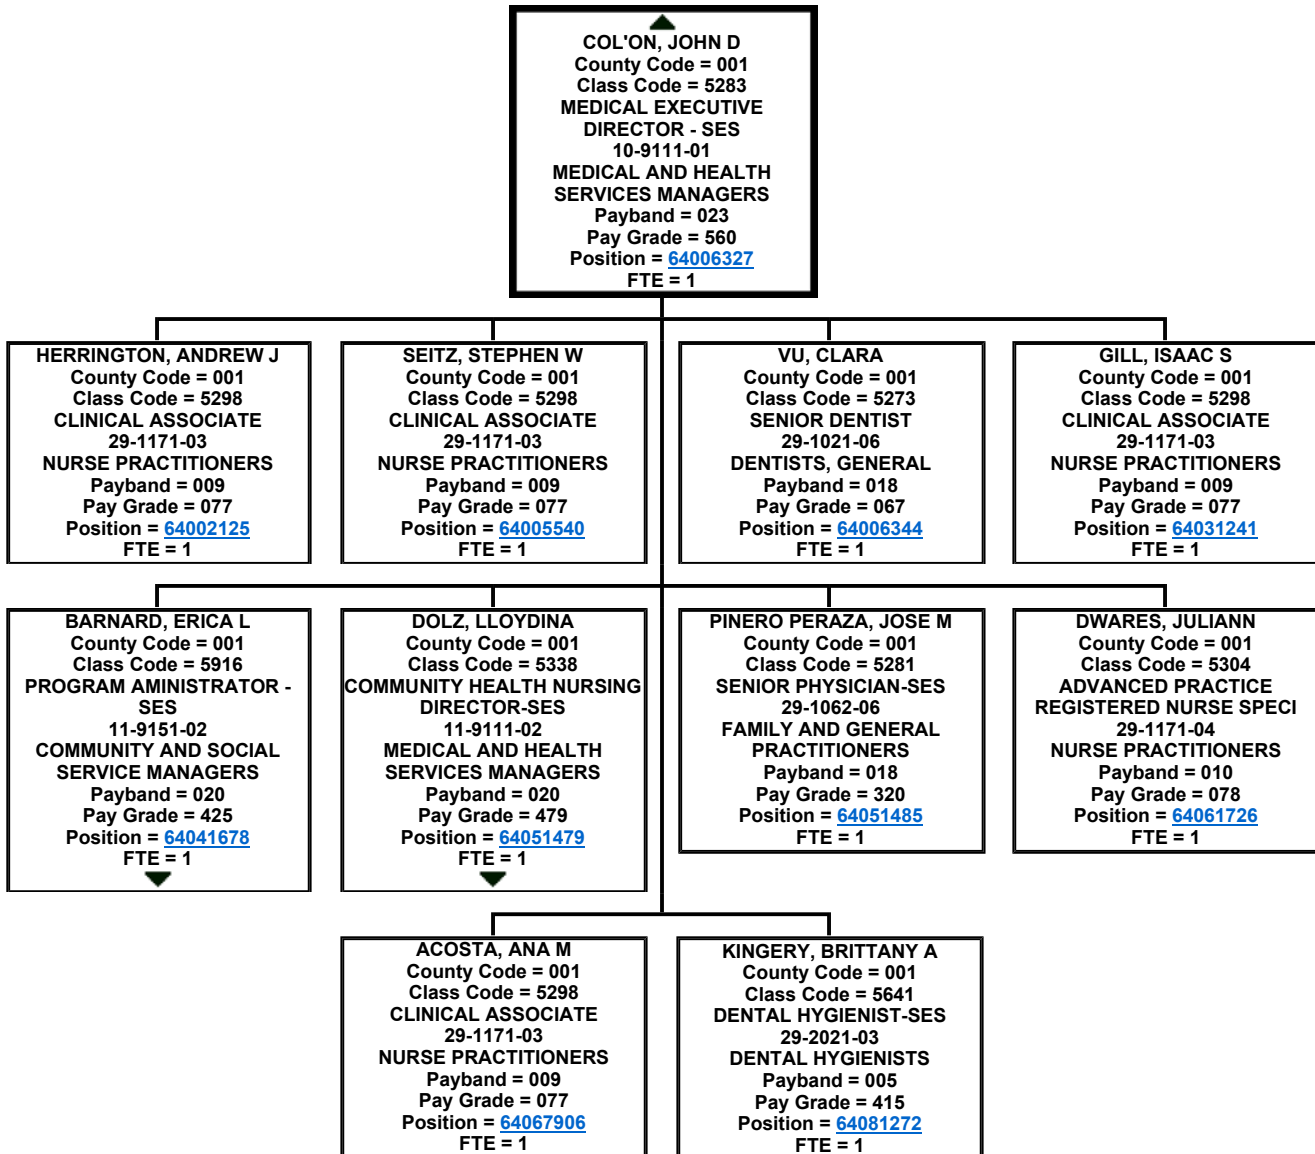 COL'ON, JOHN D
County Code = 001
Class Code = 5283
MEDICAL EXECUTIVE
DIRECTOR - SES
10-9111-01
MEDICAL AND HEALTH
SERVICES MANAGERS
Payband = 023
Pay Grade = 560
Position = 64006327
FTE = 1
HERRINGTON, ANDREW J
County Code = 001
Class Code = 5298
CLINICAL ASSOCIATE
29-1171-03
NURSE PRACTITIONERS
Payband = 009
Pay Grade = 077
Position = 64002125
FTE = 1
SEITZ, STEPHEN W
County Code = 001
Class Code = 5298
CLINICAL ASSOCIATE
29-1171-03
NURSE PRACTITIONERS
Payband = 009
Pay Grade = 077
Position = 64005540
FTE = 1
VU, CLARA
County Code = 001
Class Code = 5273
SENIOR DENTIST
29-1021-06
DENTISTS, GENERAL
Payband = 018
Pay Grade = 067
Position = 64006344
FTE = 1
GILL, ISAAC S
County Code = 001
Class Code = 5298
CLINICAL ASSOCIATE
29-1171-03
NURSE PRACTITIONERS
Payband = 009
Pay Grade = 077
Position = 64031241
FTE = 1
BARNARD, ERICA L
County Code = 001
Class Code = 5916
PROGRAM AMINISTRATOR -
SES
11-9151-02
COMMUNITY AND SOCIAL
SERVICE MANAGERS
Payband = 020
Pay Grade = 425
Position = 64041678
FTE = 1
DOLZ, LLOYDINA
County Code = 001
Class Code = 5338
COMMUNITY HEALTH NURSING
DIRECTOR-SES
11-9111-02
MEDICAL AND HEALTH
SERVICES MANAGERS
Payband = 020
Pay Grade = 479
Position = 64051479
FTE = 1
PINERO PERAZA, JOSE M
County Code = 001
Class Code = 5281
SENIOR PHYSICIAN-SES
29-1062-06
FAMILY AND GENERAL
PRACTITIONERS
Payband = 018
Pay Grade = 320
Position = 64051485
FTE = 1
DWARES, JULIANN
County Code = 001
Class Code = 5304
ADVANCED PRACTICE
REGISTERED NURSE SPECI
29-1171-04
NURSE PRACTITIONERS
Payband = 010
Pay Grade = 078
Position = 64061726
FTE = 1
ACOSTA, ANA M
County Code = 001
Class Code = 5298
CLINICAL ASSOCIATE
29-1171-03
NURSE PRACTITIONERS
Payband = 009
Pay Grade = 077
Position = 64067906
FTE = 1
KINGERY, BRITTANY A
County Code = 001
Class Code = 5641
DENTAL HYGIENIST-SES
29-2021-03
DENTAL HYGIENISTS
Payband = 005
Pay Grade = 415
Position = 64081272
FTE = 1